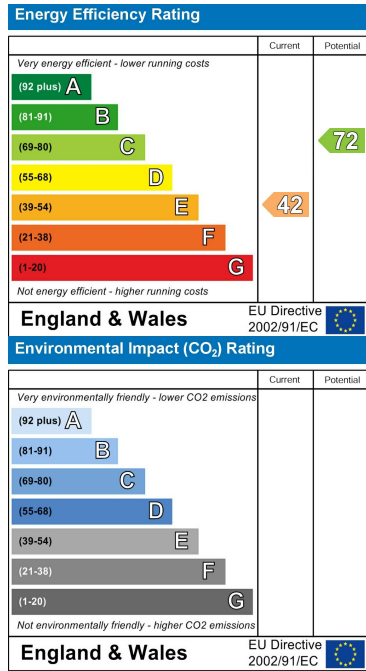 Energy Efficiency Rating
Current Potential
Very energy efficient - lower running costs
(92 plus) A
(81-91) B
(69-80) C
72
(55-68) D
(39-54) E
42
(21-38) F
(1-20) G
Not energy efficient - higher running costs
England & Wales
EU Directive
2002/91/EC
Environmental Impact (CO₂) Rating
Current Potential
Very environmentally friendly - lower CO2 emissions
(92 plus) A
(81-91) B
(69-80) C
(55-68) D
(39-54) E
(21-38) F
(1-20) G
Not environmentally friendly - higher CO2 emissions
England & Wales
EU Directive
2002/91/EC